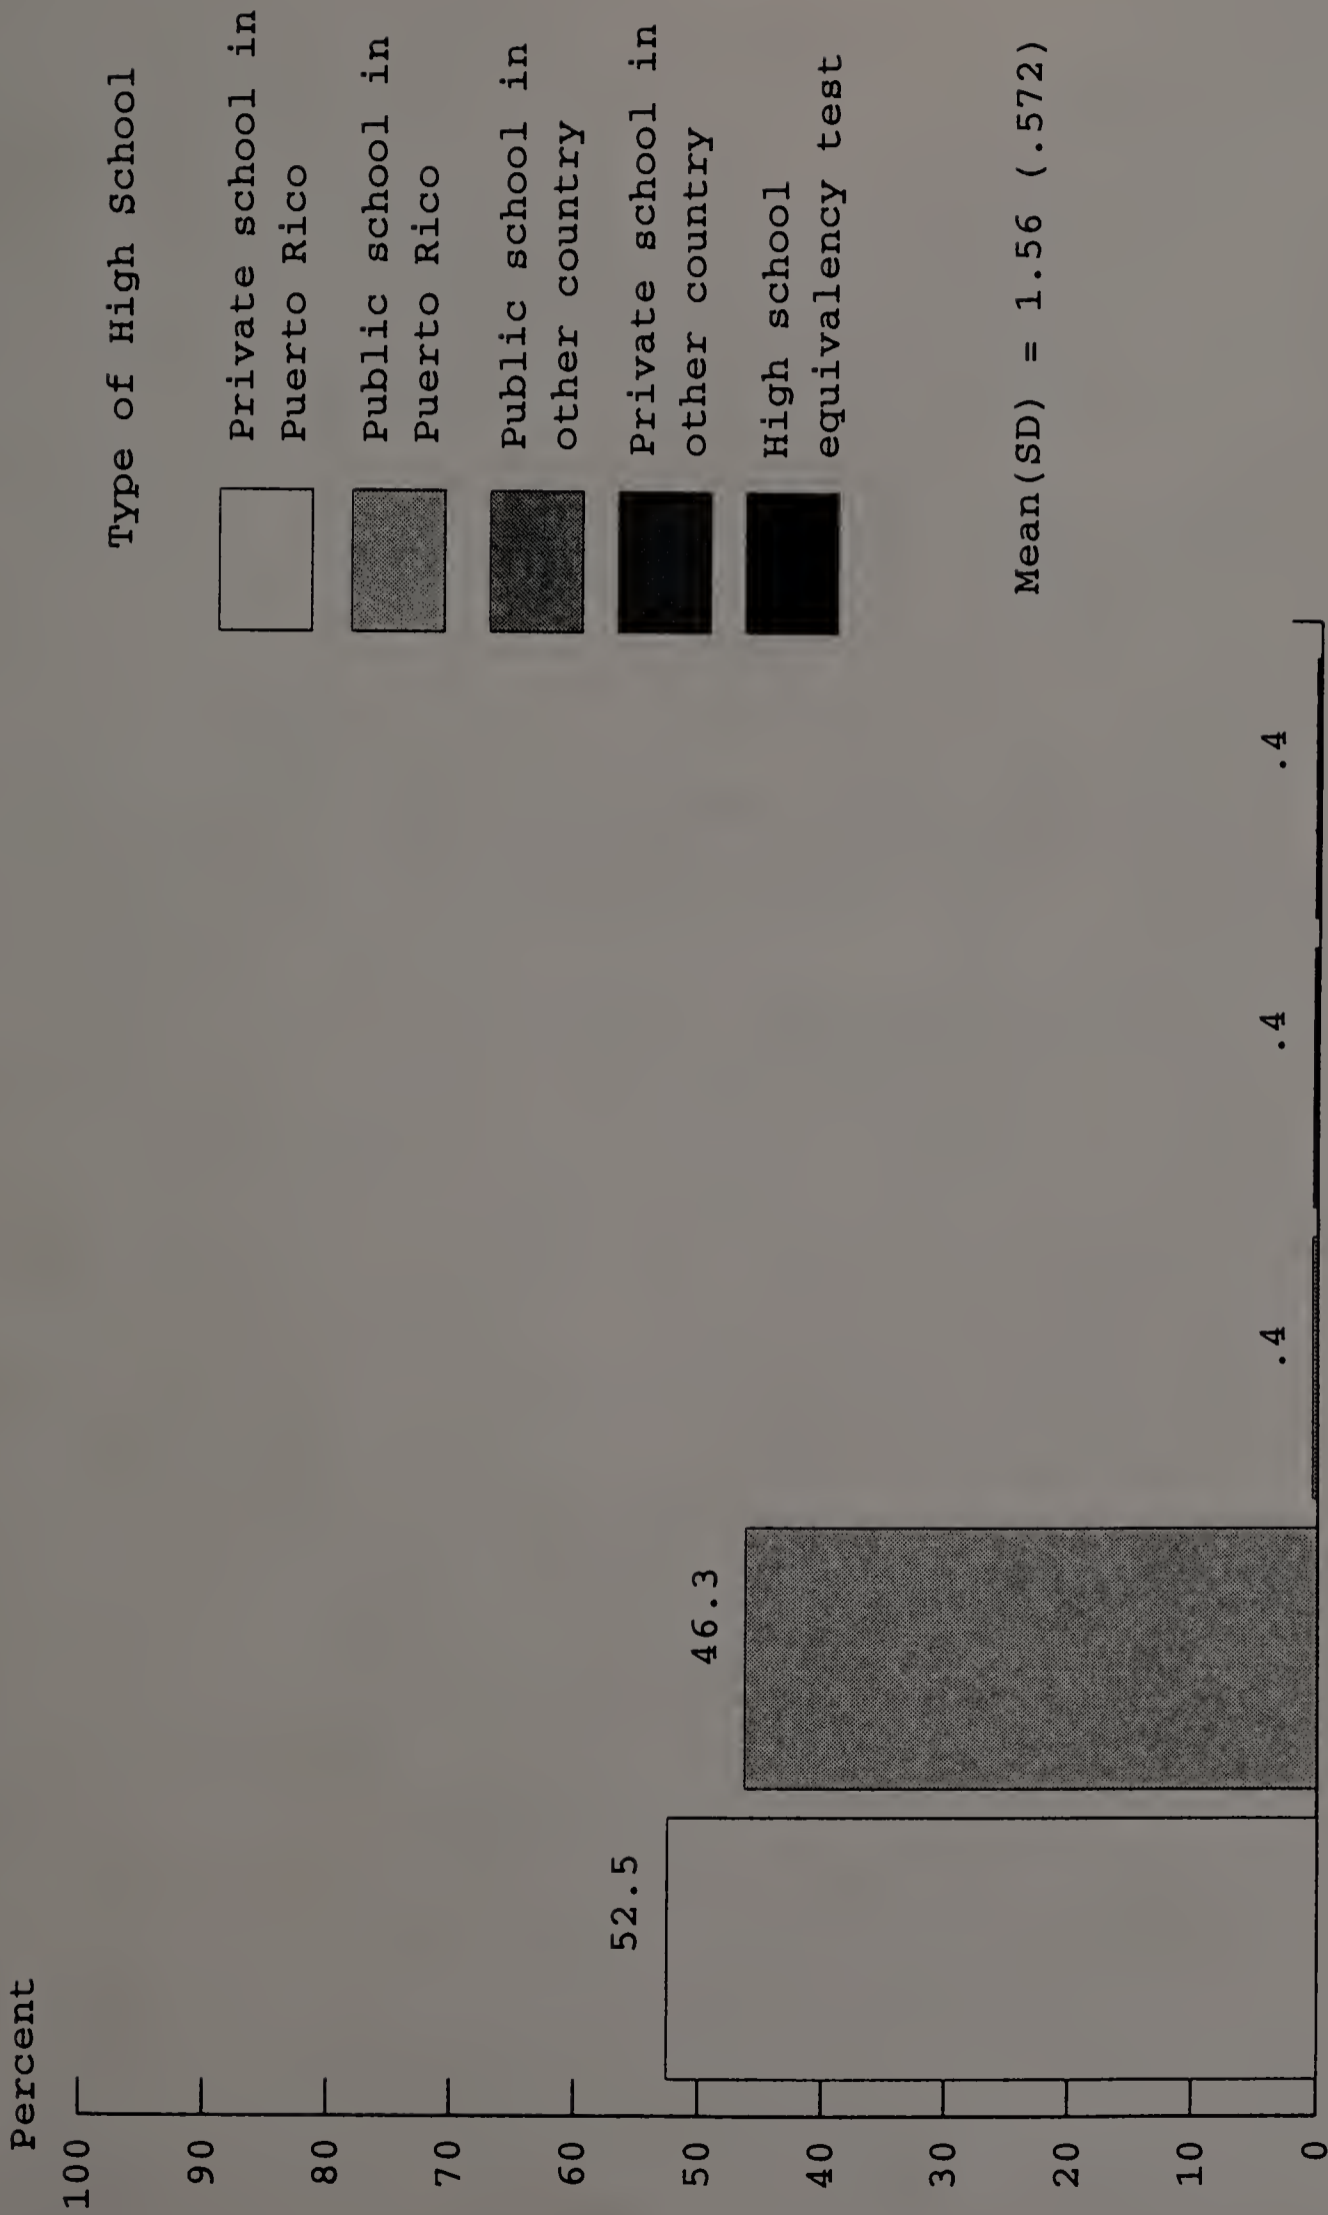 Percent
100
90
80
70
60
50
40
30
20
10
0
52.5
46.3
.4
.4
.4
Type of High School
Private school in
Puerto Rico
Public school in
Puerto Rico
Public school in
other country
Private school in
other country
High school
equivalency test
Mean(SD) = 1.56 (.572)